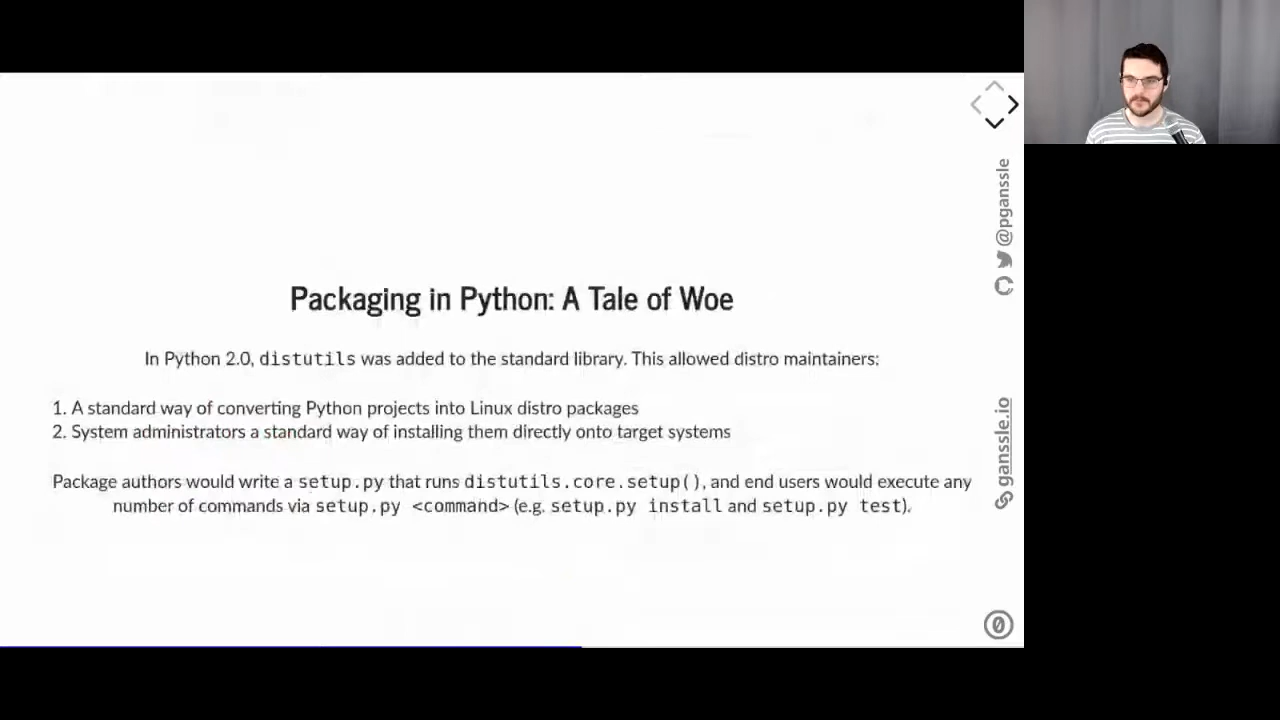 Packaging in Python: A Tale of Woe
In Python 2.0, distutils was added to the standard library. This allowed distro maintainers:
1. A standard way of converting Python projects into Linux distro packages
2. System administrators a standard way of installing them directly onto target systems
Package authors would write a setup.py that runs distutils.core.setup(), and end users would execute any
number of commands via setup.py <command> (e.g. setup.py install and setup.py test).
@pganssle
ganssle.io